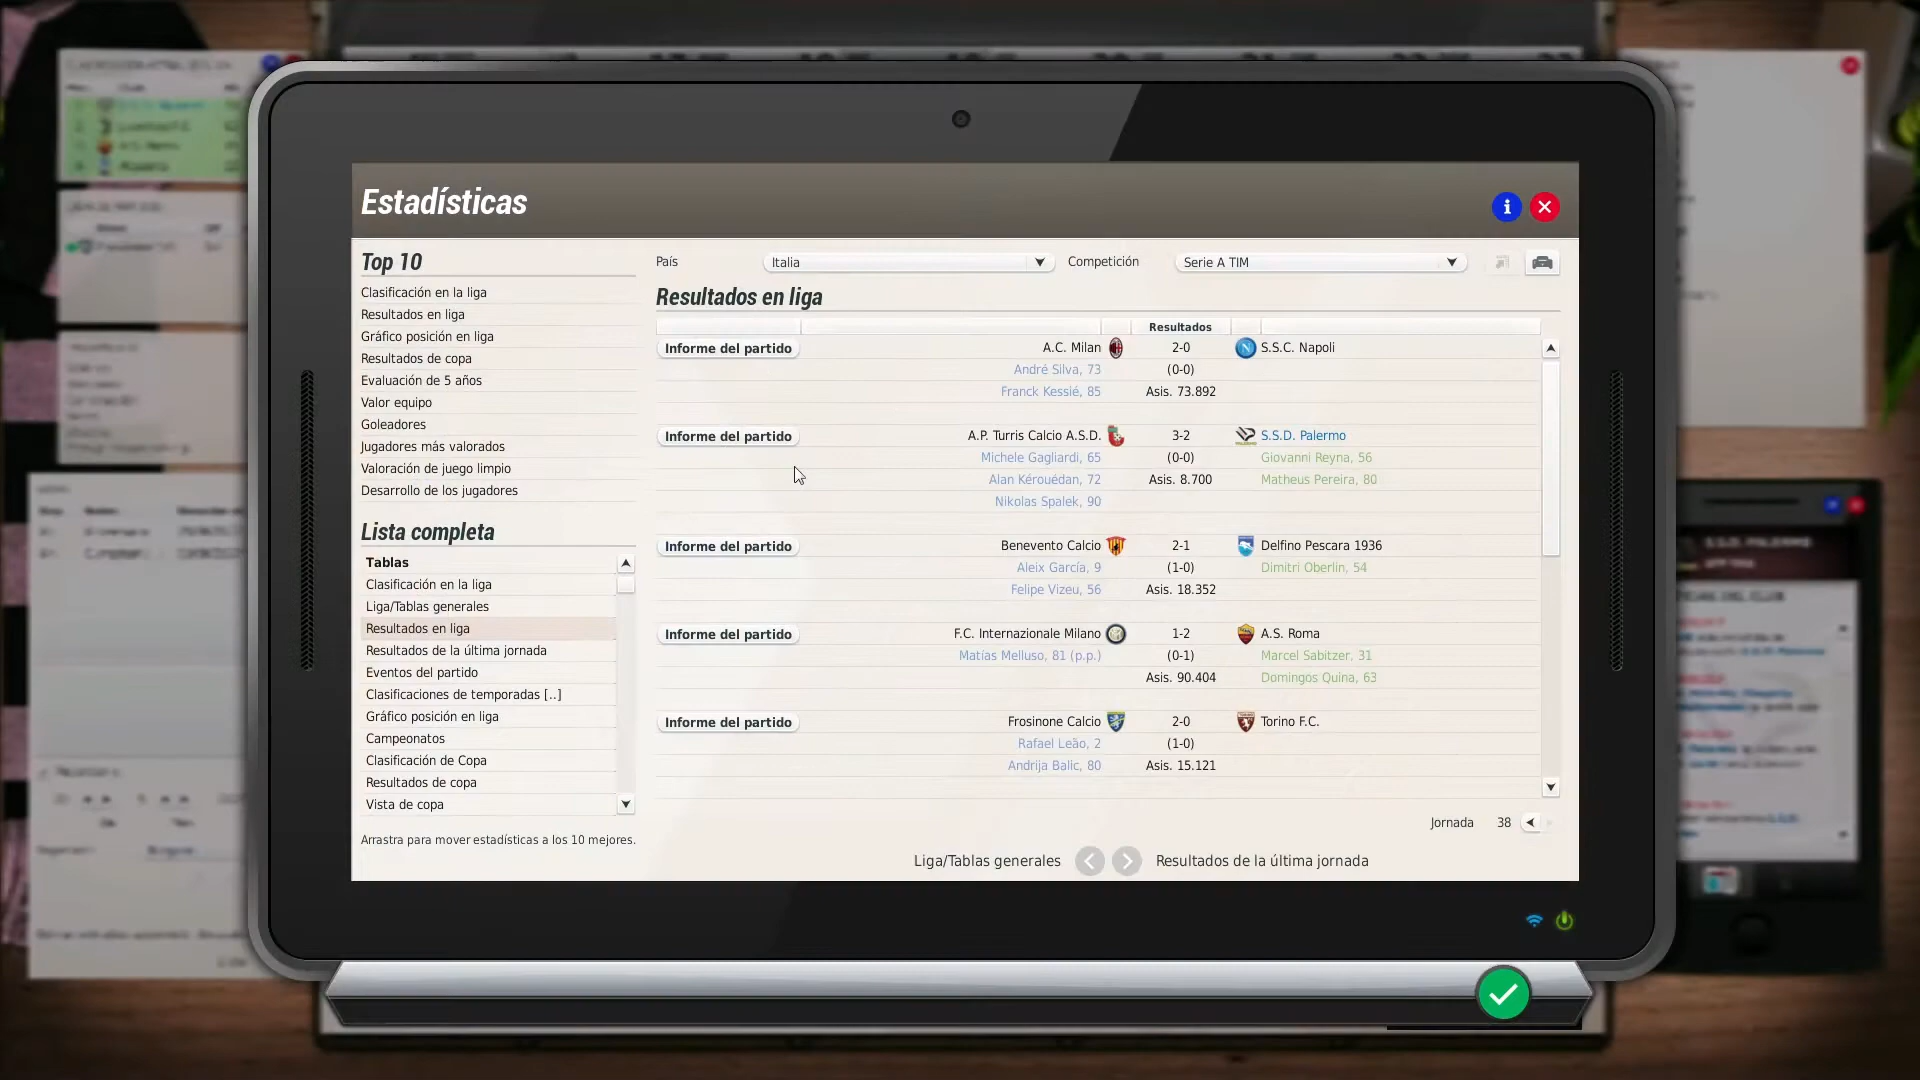 Estadísticas
Top 10
Clasificación en la liga
Resultados en liga
Gráfico posición en liga
Resultados de copa
Evaluación de 5 años
Valor equipo
Goleadores
Jugadores más valorados
Valoración de juego limpio
Desarrollo de los jugadores
Lista completa
Tablas
Clasificación en la liga
Liga/Tablas generales
Resultados en liga
Resultados de la última jornada
Eventos del partido
Clasificaciones de temporadas [..]
Gráfico posición en liga
Campeonatos
Clasificación de Copa
Resultados de copa
Vista de copa
Arrastra para mover estadísticas a los 10 mejores.
País Italia Competición Serie A TIM
Resultados en liga
Resultados
Informe del partido A.C. Milan 2-0 S.S.C. Napoli
André Silva, 73 (0-0)
Franck Kessié, 85 Asis. 73.892
Informe del partido A.P. Turris Calcio A.S.D. 3-2 S.S.D. Palermo
Michele Gagliardi, 65 (0-0) Giovanni Reyna, 56
Alan Kérouédan, 72 Asis. 8.700 Matheus Pereira, 80
Nikolas Spalek, 90
Informe del partido Benevento Calcio 2-1 Delfino Pescara 1936
Aleix García, 9 (1-0) Dimitri Oberlin, 54
Felipe Vizeu, 56 Asis. 18.352
Informe del partido F.C. Internazionale Milano 1-2 A.S. Roma
Matías Melluso, 81 (p.p.) (0-1) Marcel Sabitzer, 31
Asis. 90.404 Domingos Quina, 63
Informe del partido Frosinone Calcio 2-0 Torino F.C.
Rafael Leão, 2 (1-0)
Andrija Balic, 80 Asis. 15.121
Jornada 38
Liga/Tablas generales Resultados de la última jornada